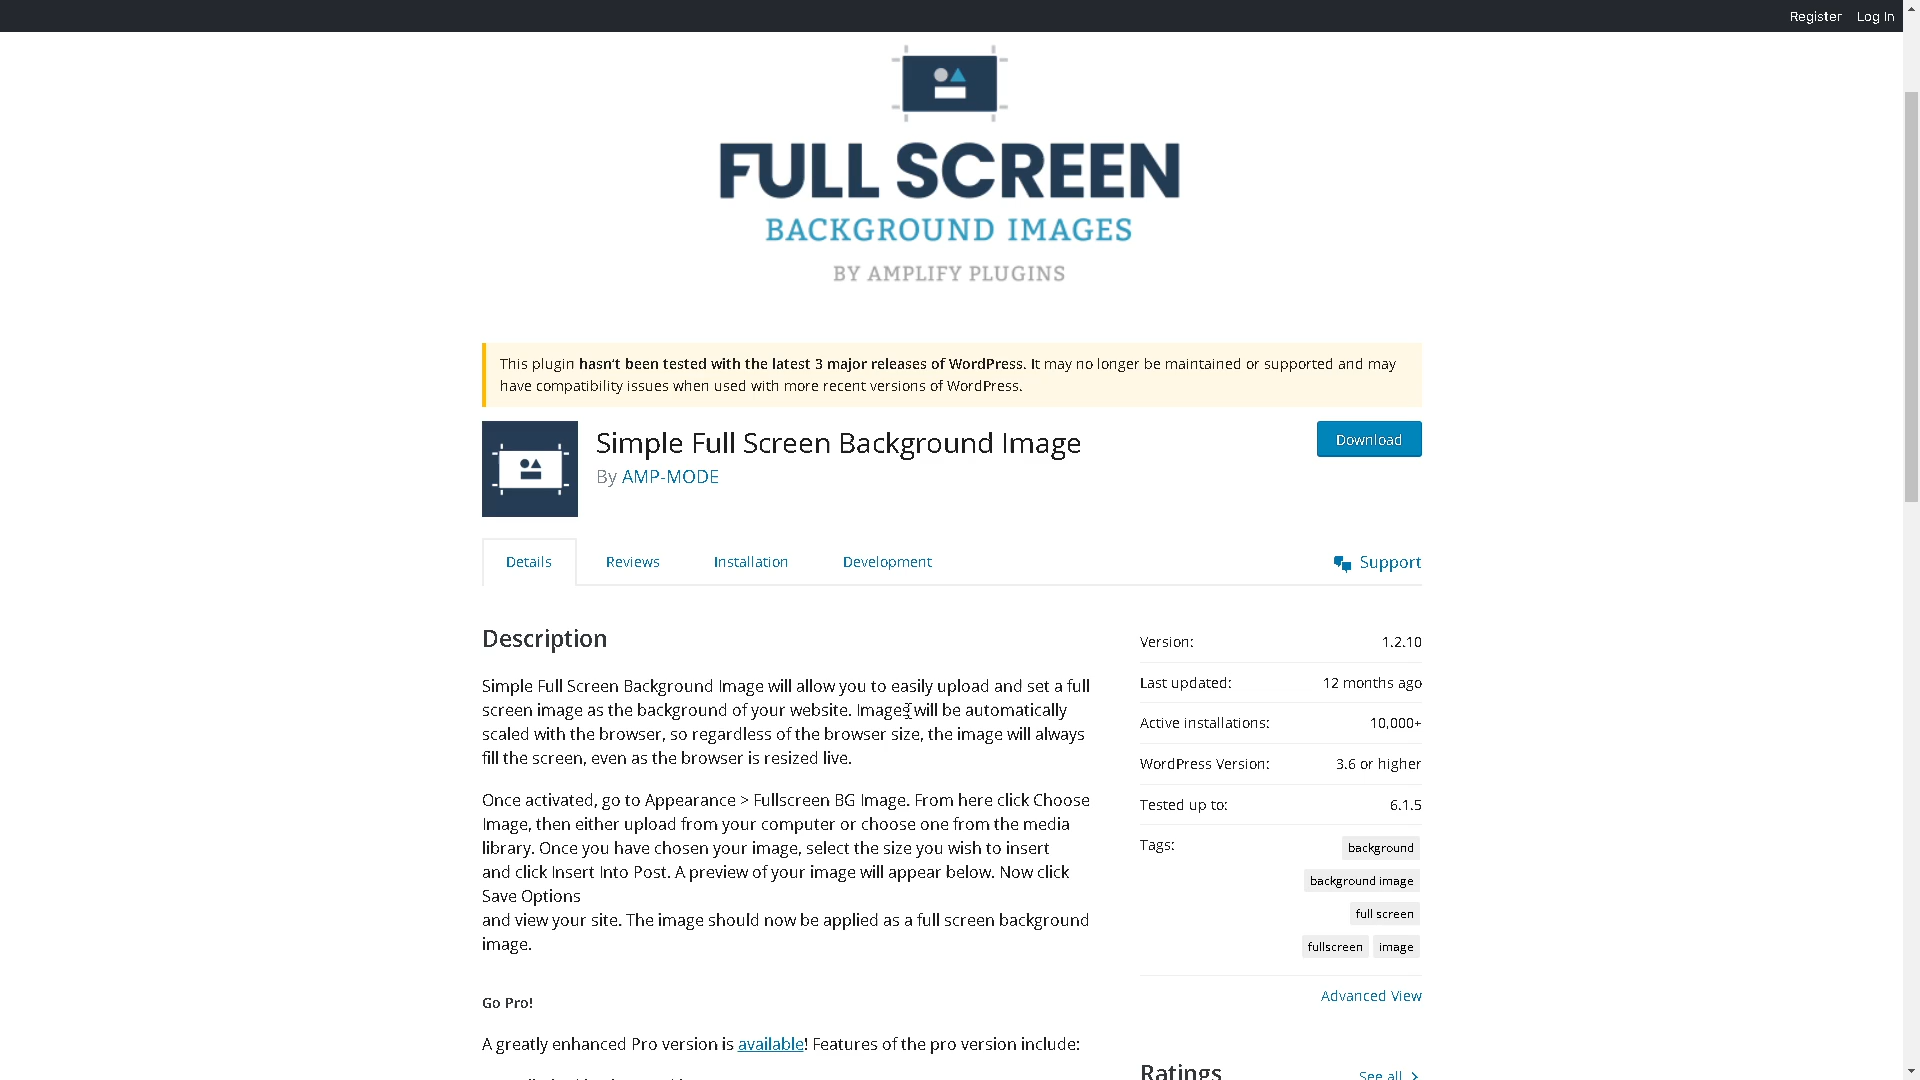 Register Log In
FULL SCREEN
BACKGROUND IMAGES
BY AMPLIFY PLUGINS
This plugin hasn’t been tested with the latest 3 major releases of WordPress. It may no longer be maintained or supported and may
have compatibility issues when used with more recent versions of WordPress.
Simple Full Screen Background Image
By AMP-MODE
Download
Details Reviews Installation Development Support
Description
Simple Full Screen Background Image will allow you to easily upload and set a full
screen image as the background of your website. Images will be automatically
scaled with the browser, so regardless of the browser size, the image will always
fill the screen, even as the browser is resized live.
Once activated, go to Appearance > Fullscreen BG Image. From here click Choose
Image, then either upload from your computer or choose one from the media
library. Once you have chosen your image, select the size you wish to insert
and click Insert Into Post. A preview of your image will appear below. Now click
Save Options
and view your site. The image should now be applied as a full screen background
image.
Go Pro!
A greatly enhanced Pro version is available! Features of the pro version include:
Version: 1.2.10
Last updated: 12 months ago
Active installations: 10,000+
WordPress Version: 3.6 or higher
Tested up to: 6.1.5
Tags: background
background image
full screen
fullscreen image
Advanced View
Ratings See all